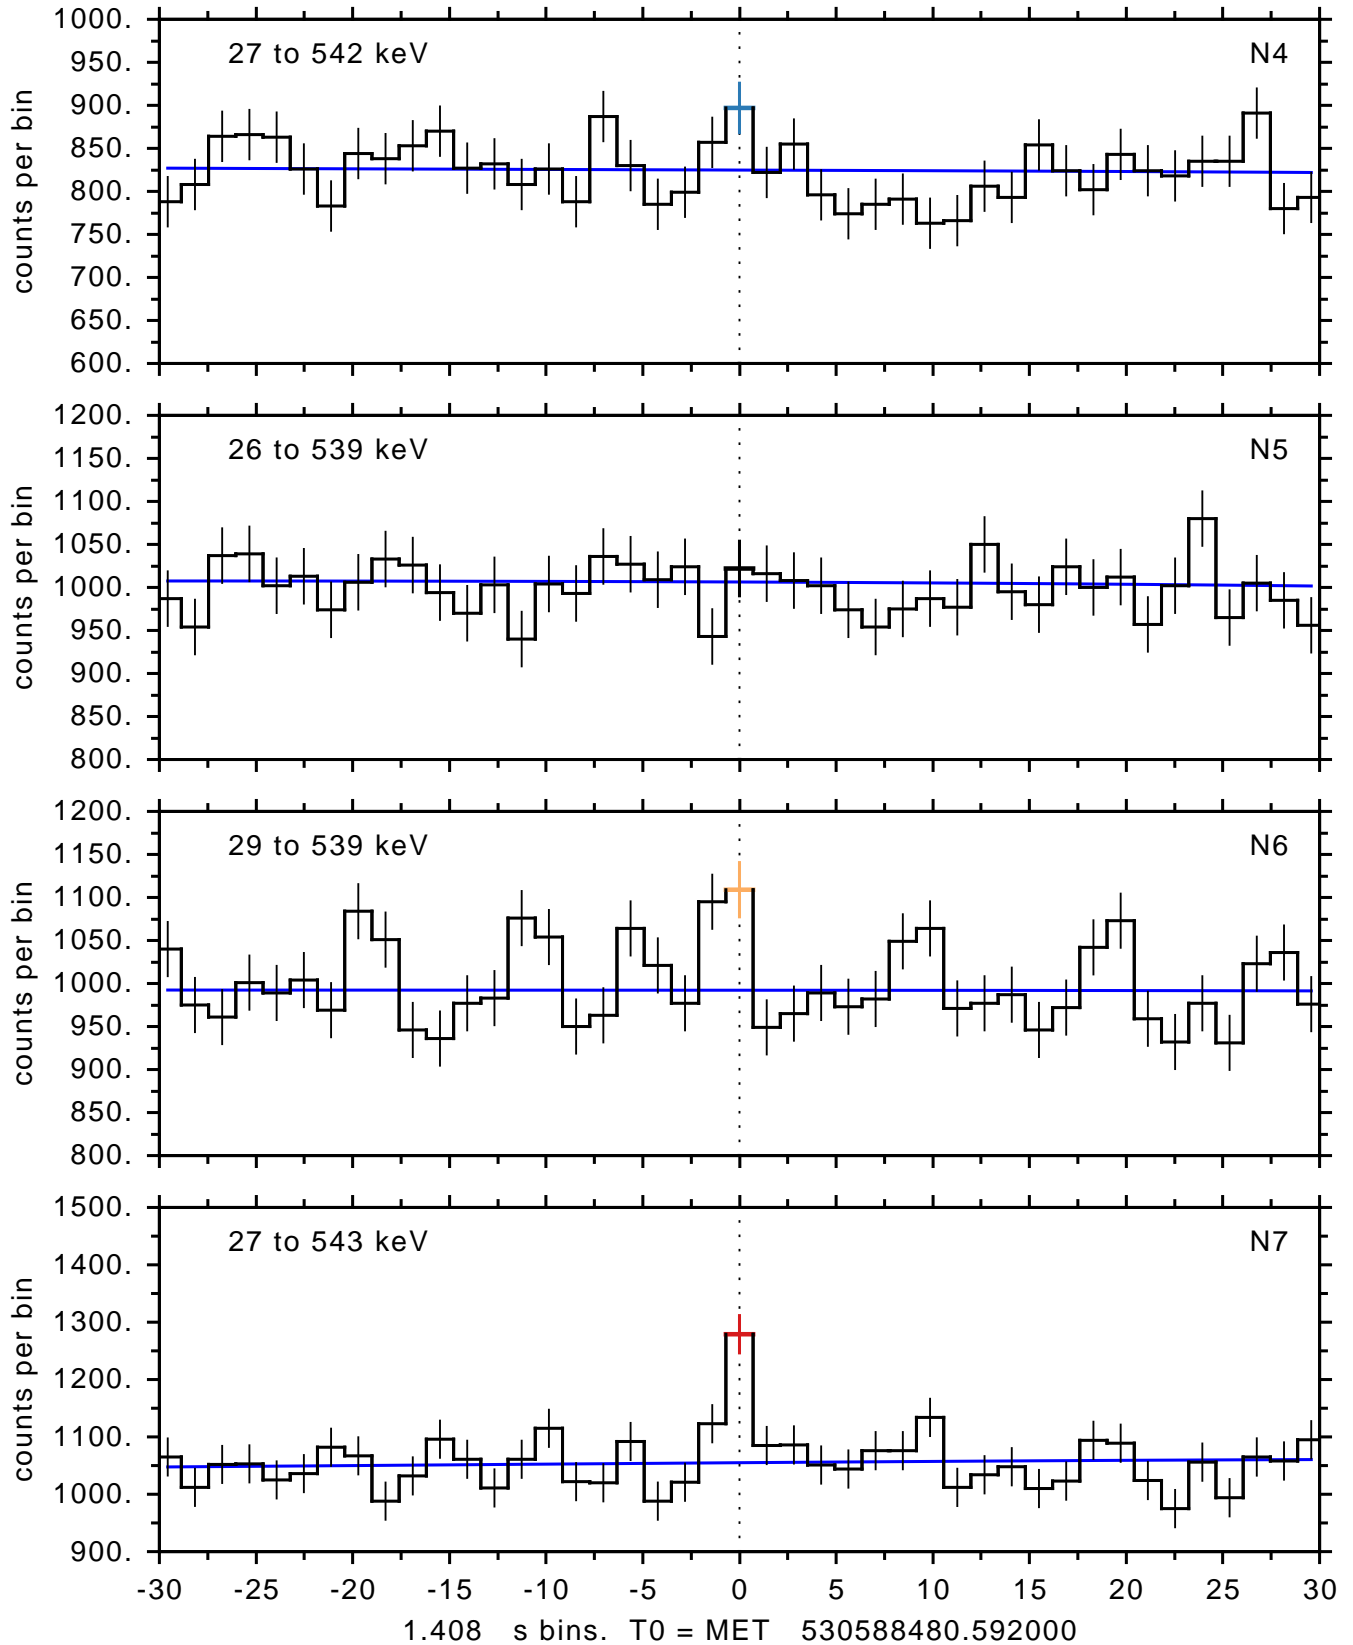 1000.
950.
900.
850.
800.
750.
700.
650.
600.
counts per bin
27 to 542 keV
N4
1200.
1150.
1100.
1050.
1000.
950.
900.
850.
800.
counts per bin
26 to 539 keV
N5
1200.
1150.
1100.
1050.
1000.
950.
900.
850.
800.
counts per bin
29 to 539 keV
N6
1500.
1400.
1300.
1200.
1100.
1000.
900.
counts per bin
27 to 543 keV
N7
-30 -25 -20 -15 -10 -5 0 5 10 15 20 25 30
1.408 s bins. T0 = MET 530588480.592000